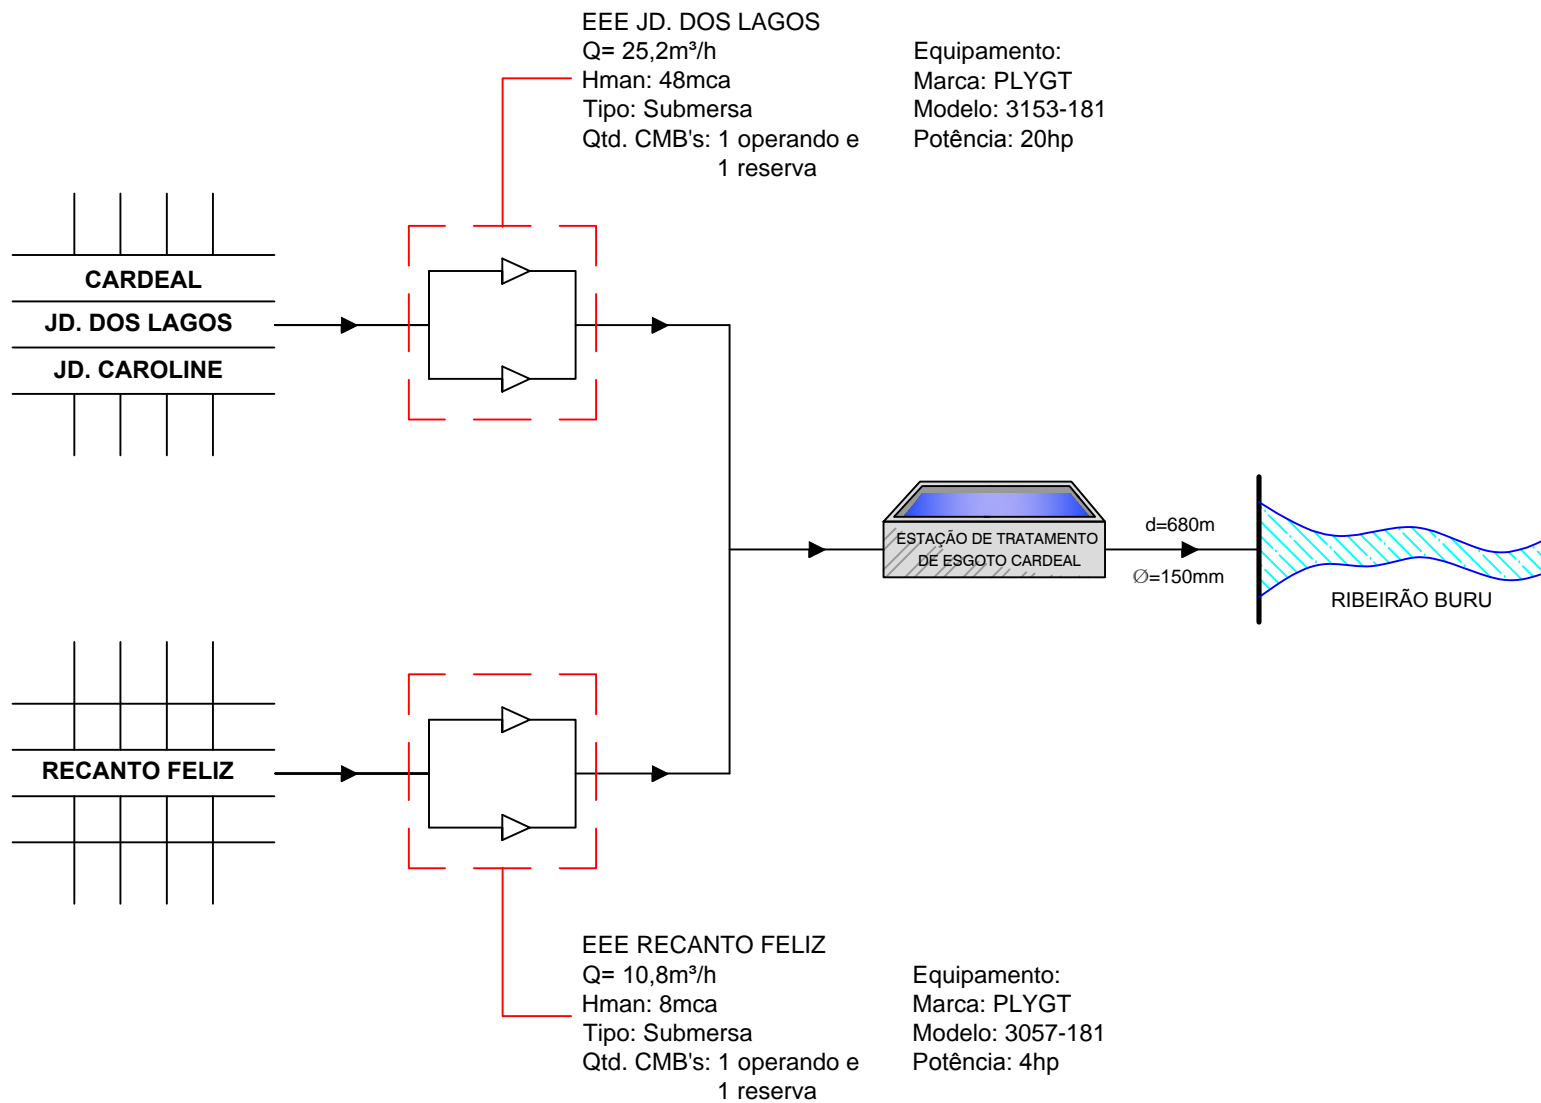 EEE JD. DOS LAGOS
Q= 25,2m³/h
Hman: 48mca
Tipo: Submersa
Qtd. CMB's: 1 operando e
1 reserva
Equipamento:
Marca: PLYGT
Modelo: 3153-181
Potência: 20hp
CARDEAL
JD. DOS LAGOS
JD. CAROLINE
ESTAÇÃO DE TRATAMENTO
DE ESGOTO CARDEAL
d=680m
Ø=150mm
RIBEIRÃO BURU
RECANTO FELIZ
EEE RECANTO FELIZ
Q= 10,8m³/h
Hman: 8mca
Tipo: Submersa
Qtd. CMB's: 1 operando e
1 reserva
Equipamento:
Marca: PLYGT
Modelo: 3057-181
Potência: 4hp